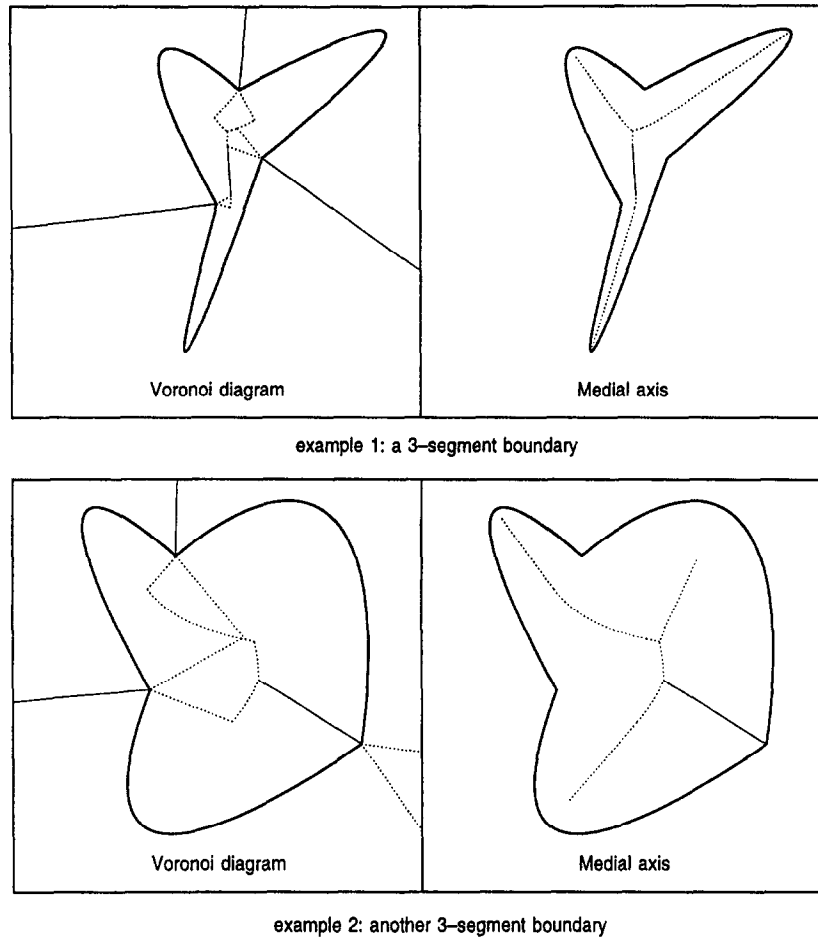 Voronoi diagram
Medial axis
example 1: a 3–segment boundary
Voronoi diagram
Medial axis
example 2: another 3–segment boundary